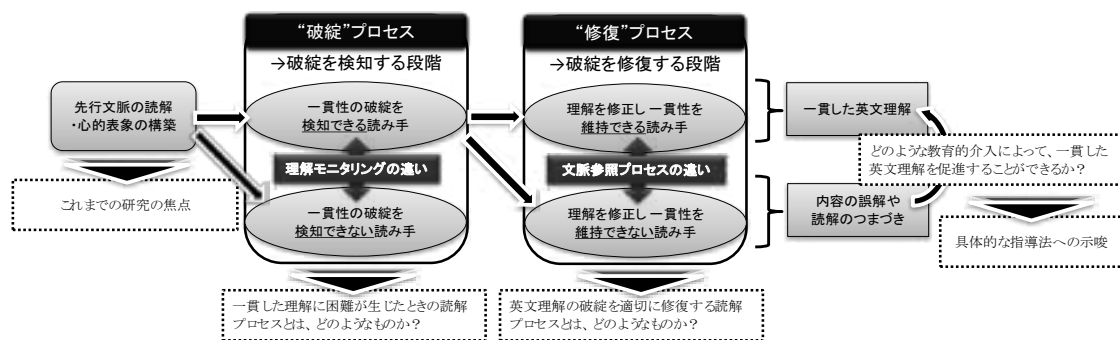 先行文脈の読解
・心的表象の構築
これまでの研究の焦点
“破綻”プロセス
→破綻を検知する段階
一貫性の破綻を
検知できる読み手
理解モニタリングの違い
一貫性の破綻を
検知できない読み手
一貫した理解に困難が生じたときの読解
プロセスとは、どのようなものか？
“修復”プロセス
→破綻を修復する段階
理解を修正し一貫性を
維持できる読み手
文脈参照プロセスの違い
理解を修正し一貫性を
維持できない読み手
英文理解の破綻を適切に修復する読解
プロセスとは、どのようなものか？
一貫した英文理解
どのような教育的介入によって、一貫した
英文理解を促進することができるか？
内容の誤解や
読解のつまづき
具体的な指導法への示唆